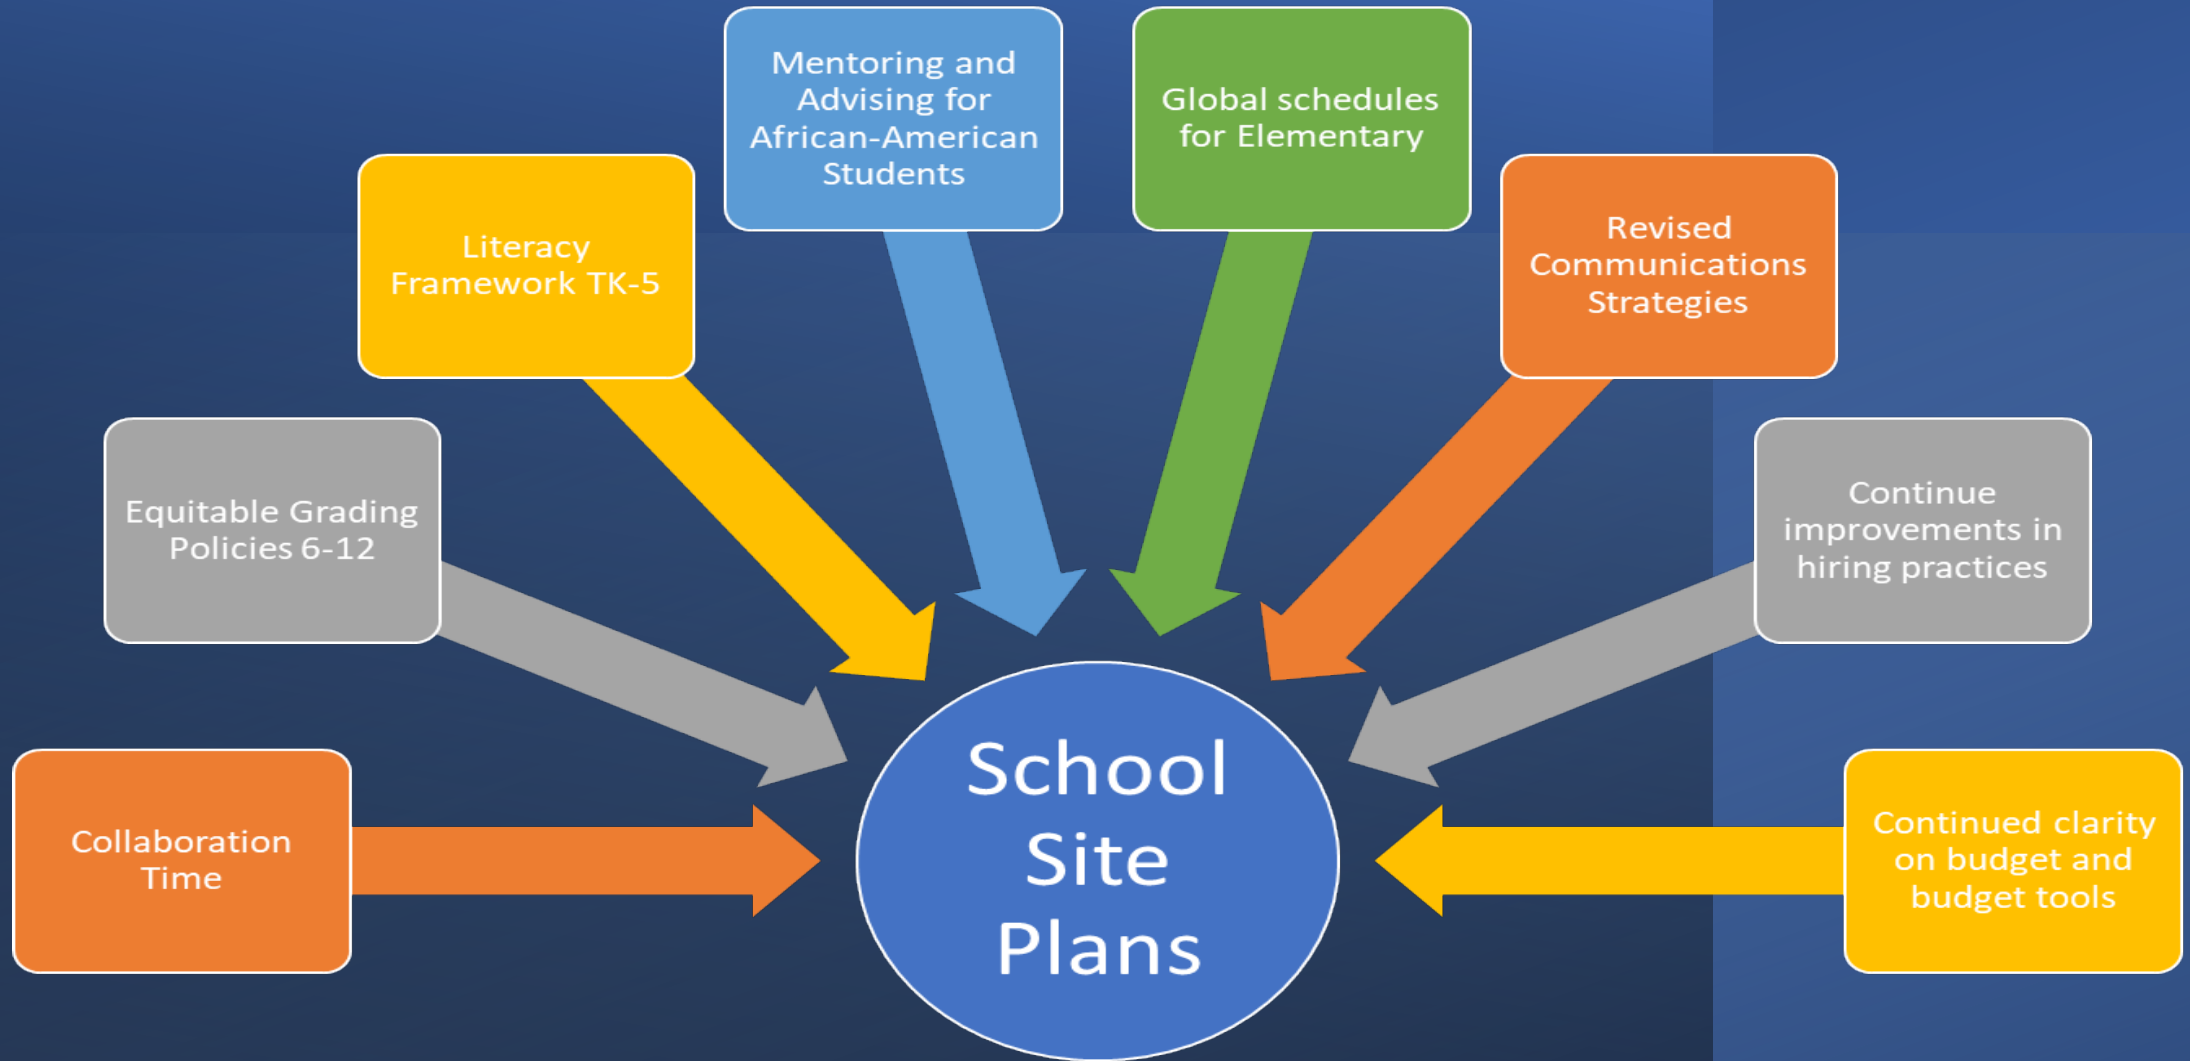 Mentoring and
Advising for
African-American
Students
Global schedules
for Elementary
Literacy
Framework TK-5
Revised
Communications
Strategies
Equitable Grading
Policies 6-12
Continue
improvements in
hiring practices
Collaboration
Time
School
Site
Plans
Continued clarity
on budget and
budget tools